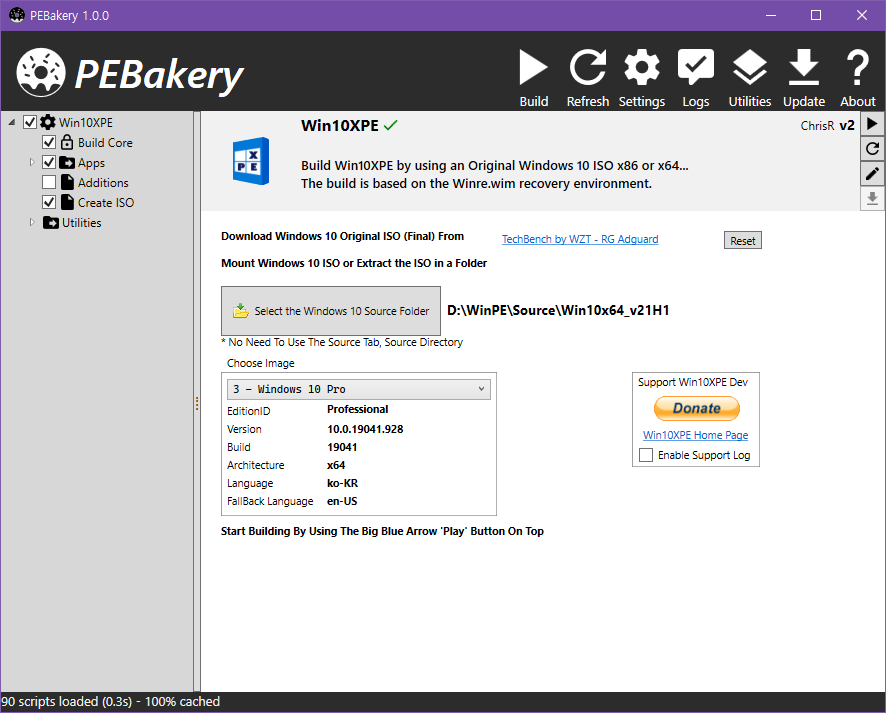 PEBakery 1.0.0
PEBakery
Build Refresh Settings Logs Utilities Update About
Win10XPE
Build Core
Apps
Additions
Create ISO
Utilities
X
P E
Win10XPE
ChrisR v2
Build Win10XPE by using an Original Windows 10 ISO x86 or x64...
The build is based on the Winre.wim recovery environment.
Download Windows 10 Original ISO (Final) From
TechBench by WZT - RG Adguard
Reset
Mount Windows 10 ISO or Extract the ISO in a Folder
Select the Windows 10 Source Folder
D:\WinPE\Source\Win10x64_v21H1
* No Need To Use The Source Tab, Source Directory
Choose Image
3 - Windows 10 Pro
EditionID Professional
Version 10.0.19041.928
Build 19041
Architecture x64
Language ko-KR
FallBack Language en-US
Support Win10XPE Dev
Donate
Win10XPE Home Page
Enable Support Log
Start Building By Using The Big Blue Arrow 'Play' Button On Top
90 scripts loaded (0.3s) - 100% cached